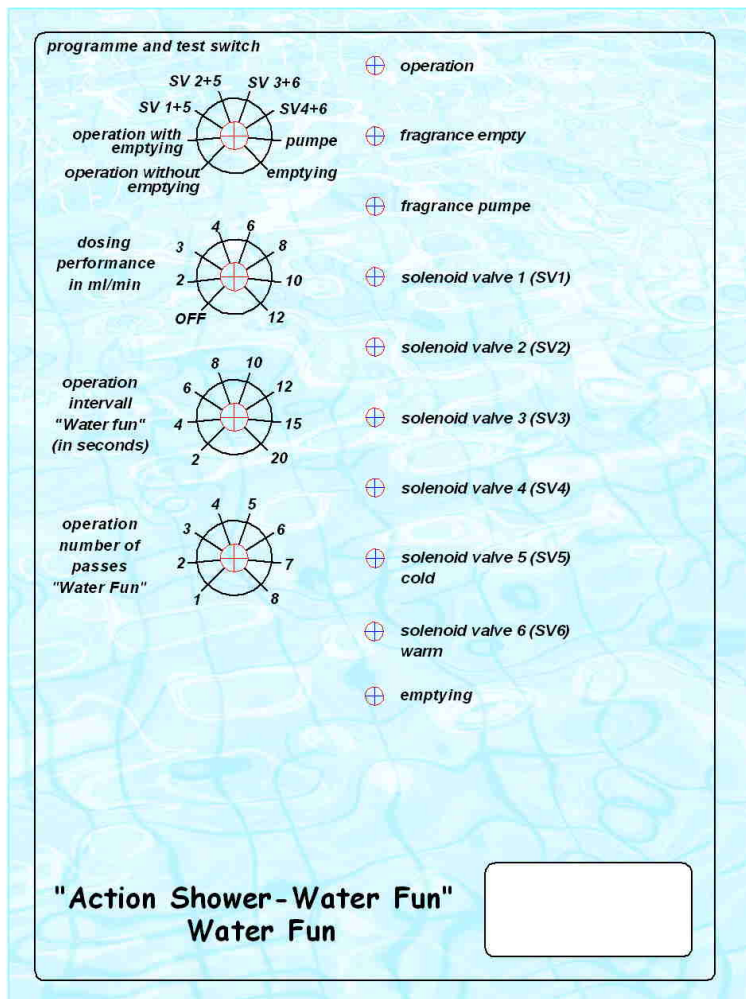 programme and test switch
SV 2+5
SV 3+6
SV 1+5
SV4+6
operation with
emptying
pumpe
operation without
emptying
emptying
dosing
performance
in ml/min
4
6
3
8
2
10
OFF
12
operation
intervall
"Water fun"
(in seconds)
8
10
6
12
4
15
2
20
operation
number of
passes
"Water Fun"
4
5
3
6
2
7
1
8
operation
fragrance empty
fragrance pumpe
solenoid valve 1 (SV1)
solenoid valve 2 (SV2)
solenoid valve 3 (SV3)
solenoid valve 4 (SV4)
solenoid valve 5 (SV5)
cold
solenoid valve 6 (SV6)
warm
emptying
"Action Shower-Water Fun"
Water Fun